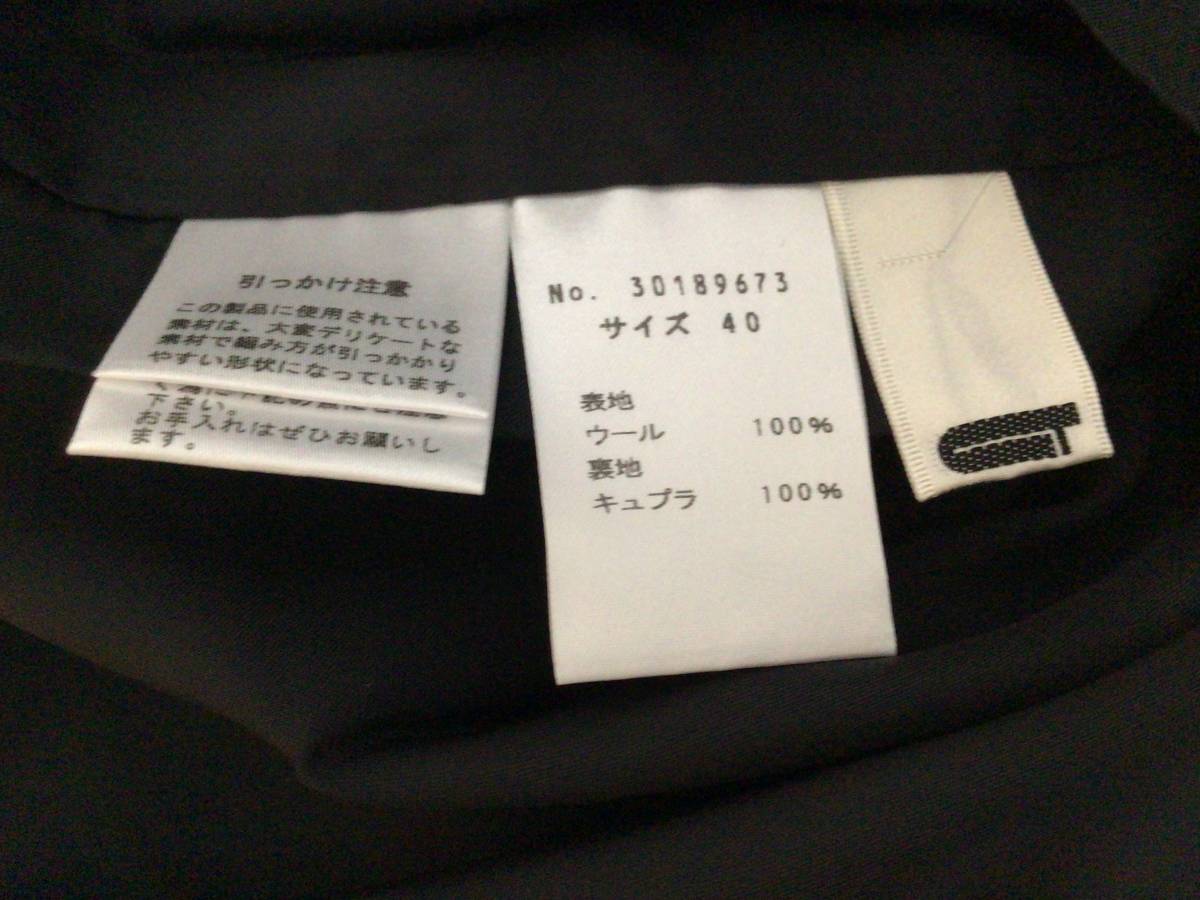 引っかけ注意
この製品に使用されている
素材は、大変デリケートな
素材で編み方が引っかかり
やすい形状になっています。
下さい。
お手入れはぜひお願いし
ます。
No. 30189673
サイズ 40
表地
ウール 100%
裏地
キュプラ 100%